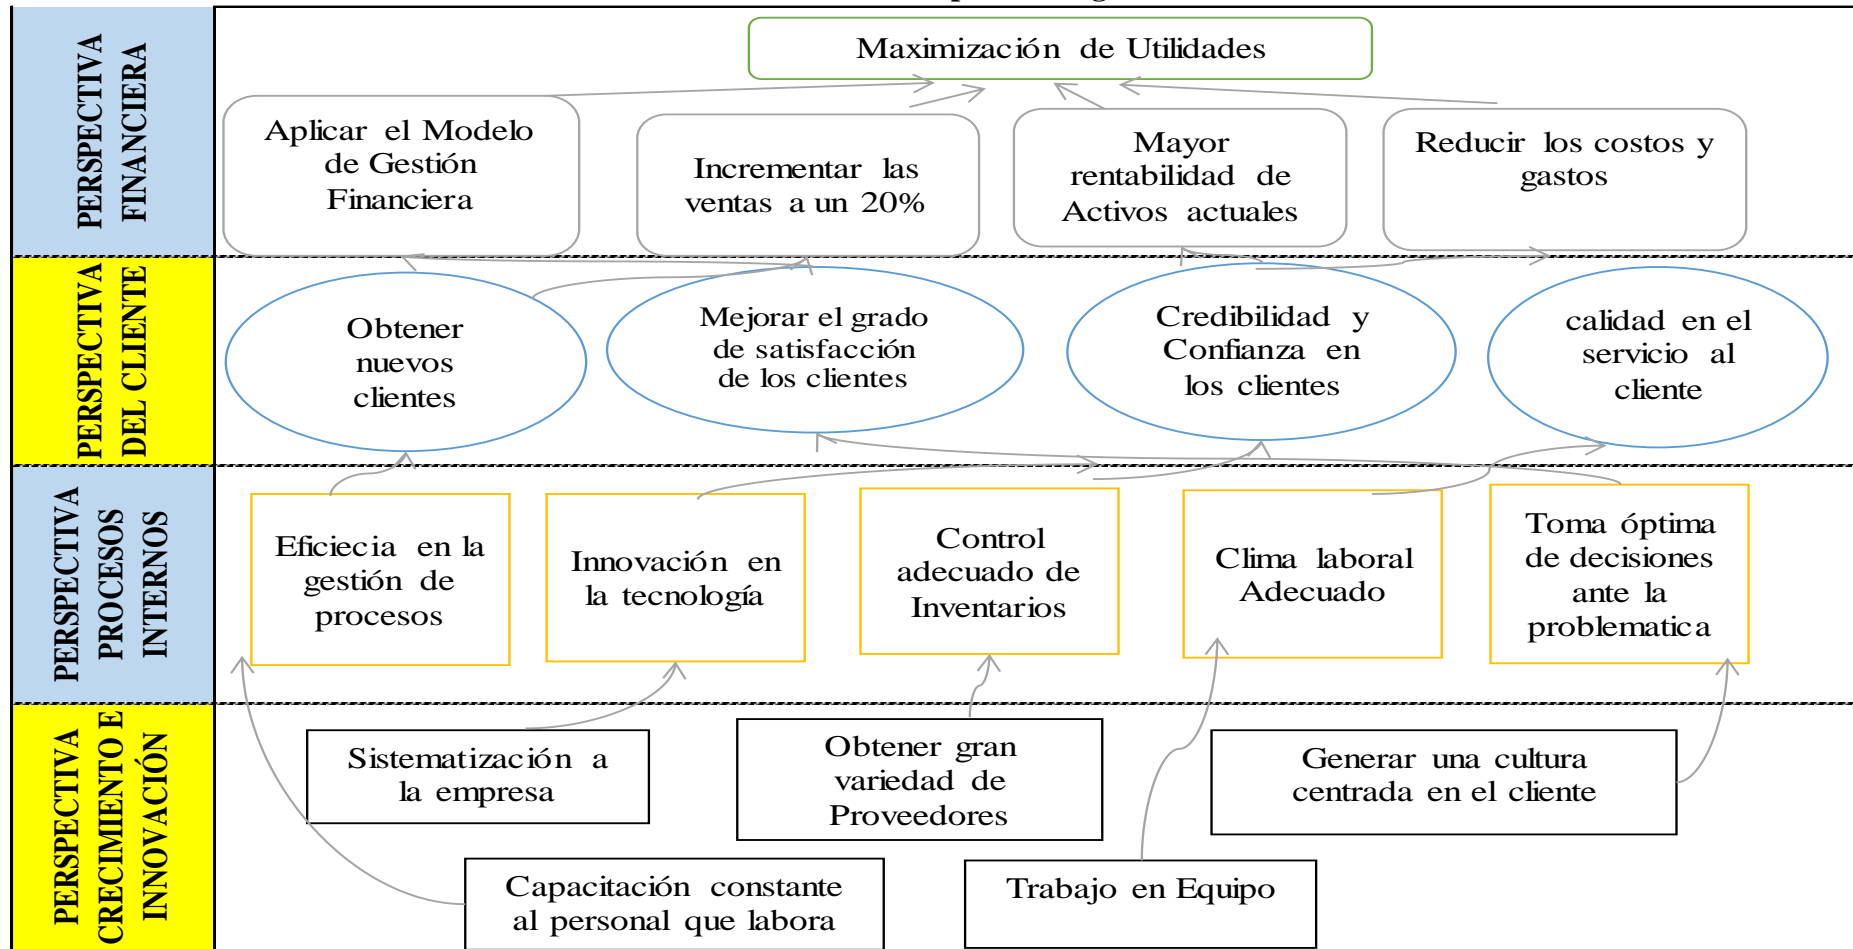 PERSPECTIVA
FINANCIERA
Maximización de Utilidades
Aplicar el Modelo
de Gestión
Financiera
Incrementar las
ventas a un 20%
Mayor
rentabilidad de
Activos actuales
Reducir los costos y
gastos
PERSPECTIVA
DEL CLIENTE
Obtener
nuevos
clientes
Mejorar el grado
de satisfacción
de los clientes
Credibilidad y
Confianza en
los clientes
calidad en el
servicio al
cliente
PERSPECTIVA
PROCESOS
INTERNOS
Eficiecia en la
gestión de
procesos
Innovación en
la tecnología
Control
adecuado de
Inventarios
Clima laboral
Adecuado
Toma óptima
de decisiones
ante la
problematica
PERSPECTIVA
CRECIMIENTO E
INNOVACIÓN
Sistematización a
la empresa
Obtener gran
variedad de
Proveedores
Generar una cultura
centrada en el cliente
Capacitación constante
al personal que labora
Trabajo en Equipo